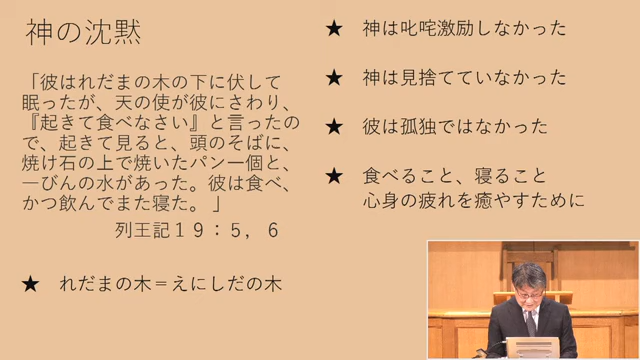 神の沈黙
「彼はれだまの木の下に伏して
眠ったが、天の使が彼にさわり、
『起きて食べなさい』と言ったの
で、起きて見ると、頭のそばに、
焼け石の上で焼いたパン一個と、
一びんの水があった。彼は食べ、
かつ飲んでまた寝た。」
列王記１９：５，６
★ れだまの木＝えにしだの木
★ 神は叱咤激励しなかった
★ 神は見捨てていなかった
★ 彼は孤独ではなかった
★ 食べること、寝ること
心身の疲れを癒やすために